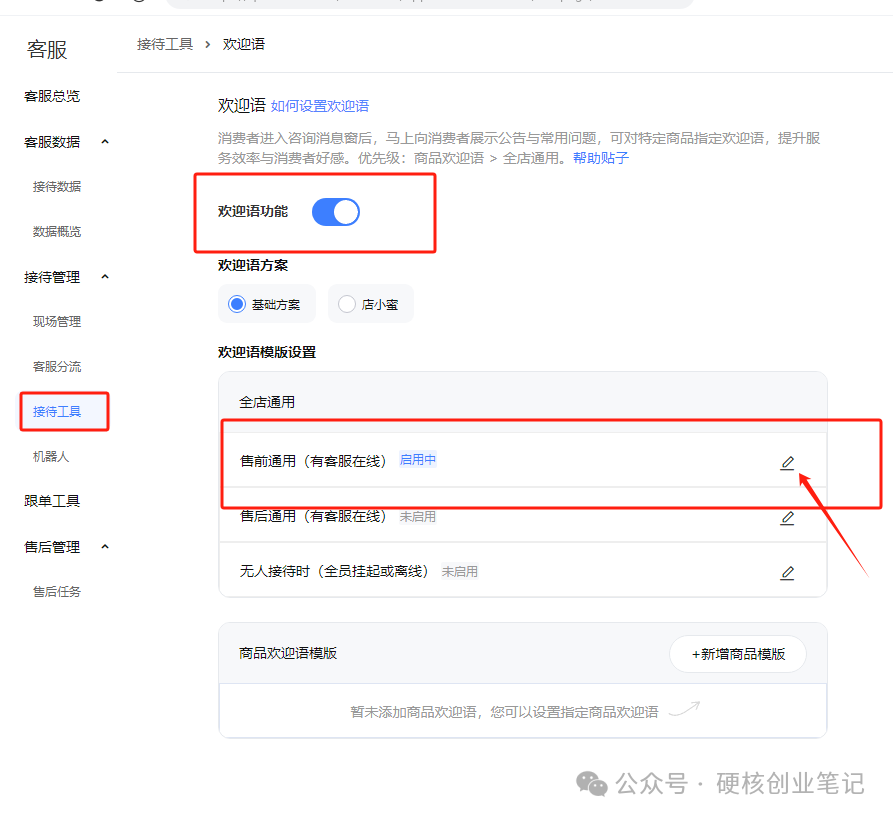 客服
接待工具 › 欢迎语
客服总览
客服数据
接待数据
数据概览
接待管理
现场管理
客服分流
接待工具
机器人
跟单工具
售后管理
售后任务
欢迎语 如何设置欢迎语
消费者进入咨询消息窗后，马上向消费者展示公告与常用问题，可对特定商品指定欢迎语，提升服
务效率与消费者好感。优先级：商品欢迎语 > 全店通用。帮助贴子
欢迎语功能
欢迎语方案
基础方案 店小蜜
欢迎语模版设置
全店通用
售前通用（有客服在线） 启用中
售后通用（有客服在线） 未启用
无人接待时（全员挂起或离线） 未启用
商品欢迎语模版 +新增商品模版
暂未添加商品欢迎语，您可以设置指定商品欢迎语
公众号 · 硬核创业笔记